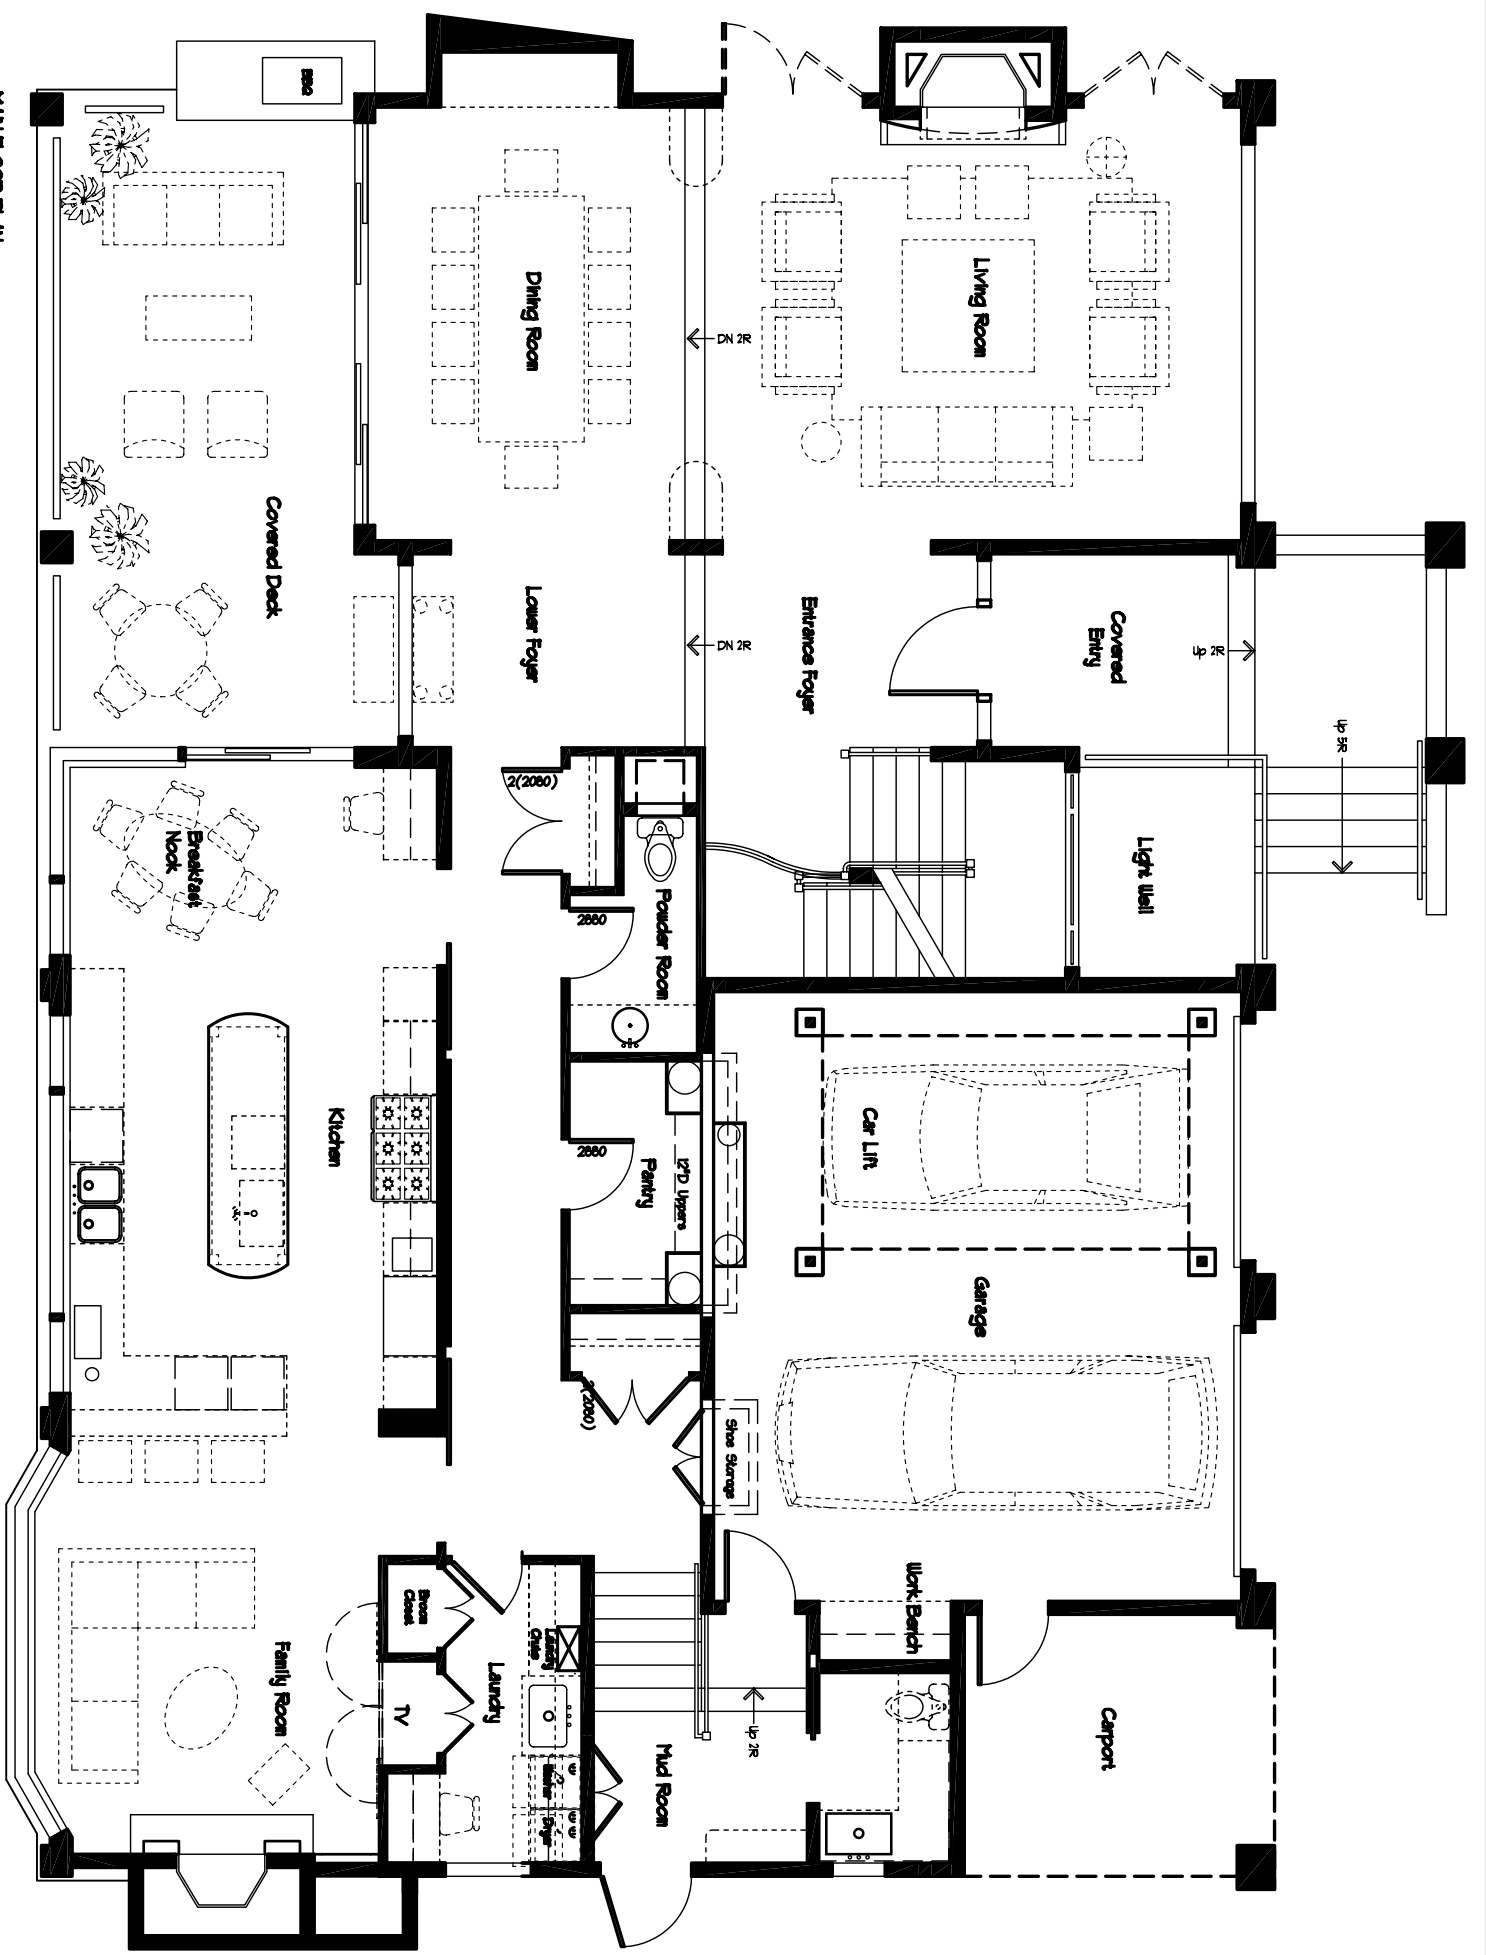 BBQ
Dining Room
Living Room
DN 2R
Covered Deck
Lower Foyer
DN 2R
Entrance Foyer
Covered
Entry
Up 2R
Up 5R
Light Well
2(2080)
Breakfast
Nook
2880
Powder Room
Kitchen
2880
Pantry
12"D Uppers
Car Lift
Garage
2(2080)
Shoe Storage
Work Bench
Broom
Closet
Laundry
Chute
Laundry
Family Room
TV
Washer
Dryer
Mud Room
Up 2R
Carport